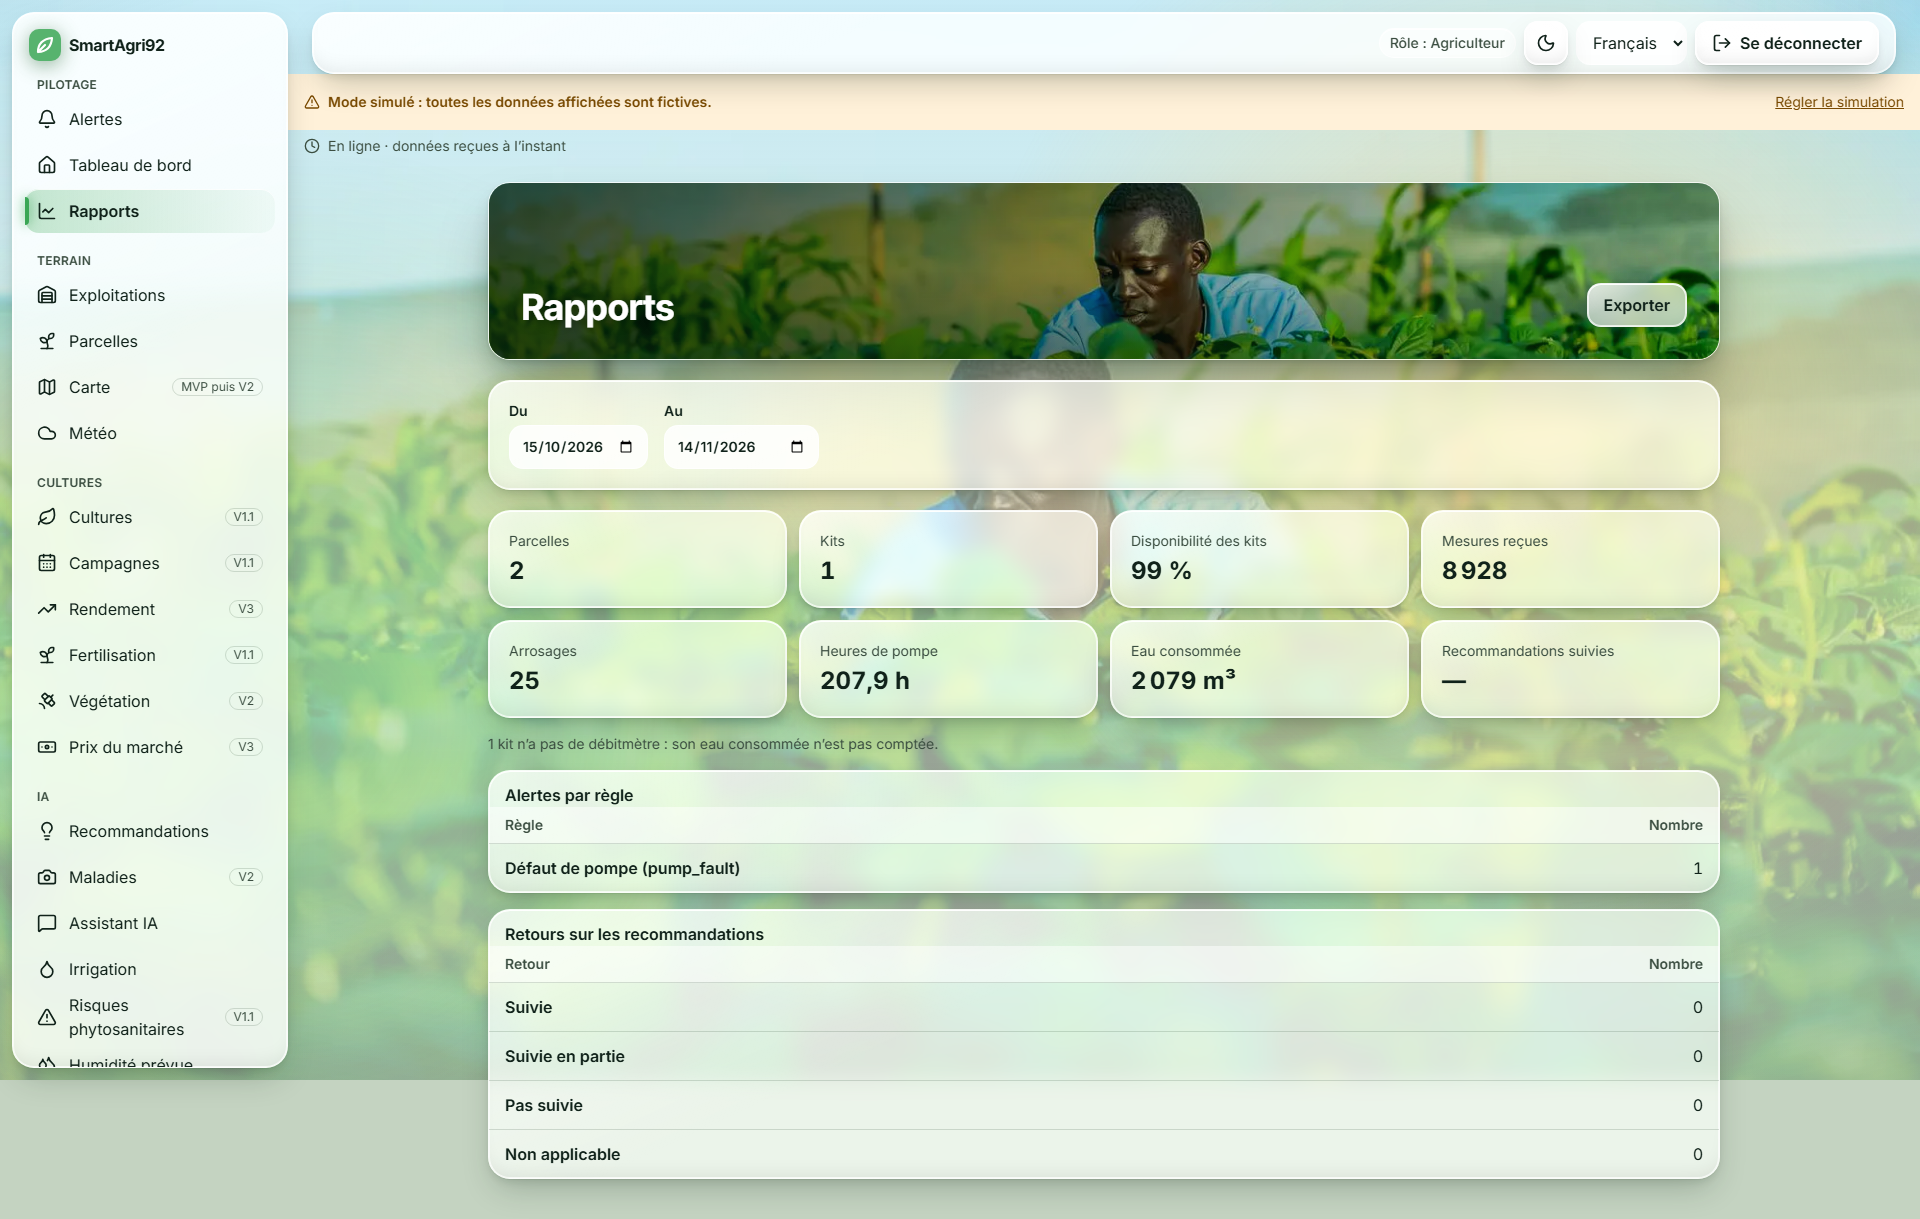 SmartAgri92
Rôle : Agriculteur
Français
Se déconnecter
PILOTAGE
Alertes
Tableau de bord
Rapports
TERRAIN
Exploitations
Parcelles
Carte
MVP puis V2
Météo
CULTURES
Cultures
V1.1
Campagnes
V1.1
Rendement
V3
Fertilisation
V1.1
Végétation
V2
Prix du marché
V3
IA
Recommandations
Maladies
V2
Assistant IA
Irrigation
Risques
phytosanitaires
V1.1
Humidité prévue
Mode simulé : toutes les données affichées sont fictives.
Régler la simulation
En ligne · données reçues à l’instant
Rapports
Exporter
Du
Au
15/10/2026
14/11/2026
Parcelles
2
Kits
1
Disponibilité des kits
99 %
Mesures reçues
8 928
Arrosages
25
Heures de pompe
207,9 h
Eau consommée
2 079 m³
Recommandations suivies
—
1 kit n’a pas de débitmètre : son eau consommée n’est pas comptée.
Alertes par règle
Règle
Nombre
Défaut de pompe (pump_fault)
1
Retours sur les recommandations
Retour
Nombre
Suivie
0
Suivie en partie
0
Pas suivie
0
Non applicable
0